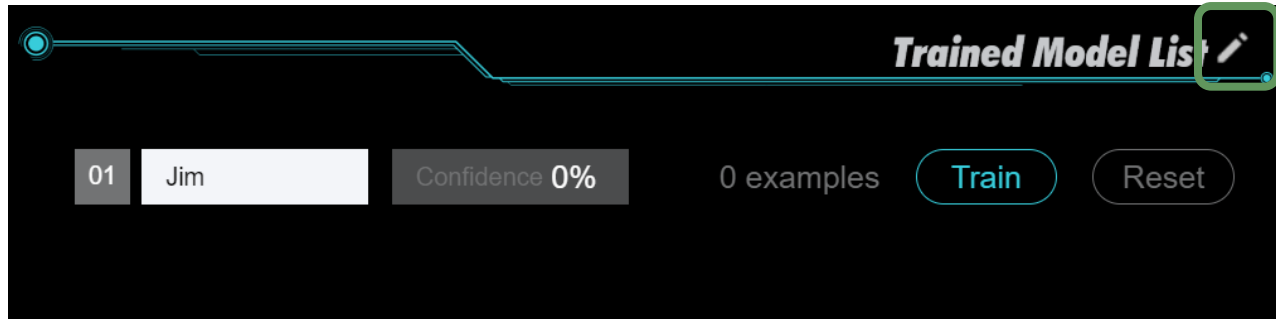 Trained Model List
01 Jim Confidence 0% 0 examples Train Reset